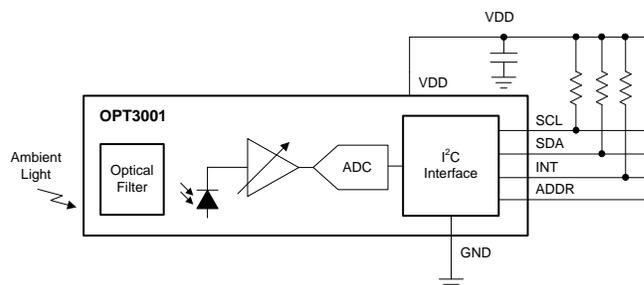 VDD
VDD
OPT3001
SCL
SDA
INT
ADDR
Ambient
Light
Optical
Filter
ADC
I²C
Interface
GND